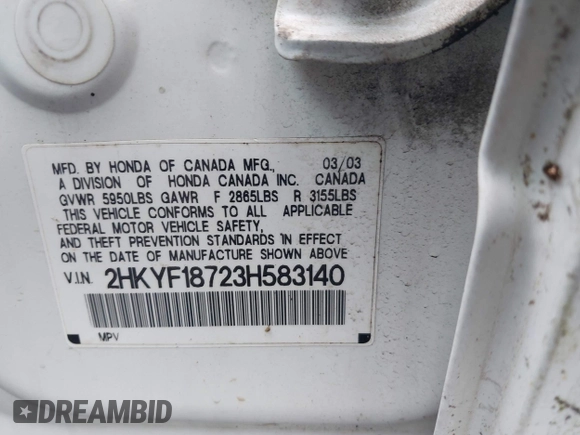 MFD. BY HONDA OF CANADA MFG., 03/03
A DIVISION OF HONDA CANADA INC. CANADA
GVWR 5950LBS GAWR F 2865LBS R 3155LBS
THIS VEHICLE CONFORMS TO ALL APPLICABLE
FEDERAL MOTOR VEHICLE SAFETY,
AND THEFT PREVENTION STANDARDS IN EFFECT
ON THE DATE OF MANUFACTURE SHOWN ABOVE
V.I.N. 2HKYF18723H583140
MPV
DREAMBID